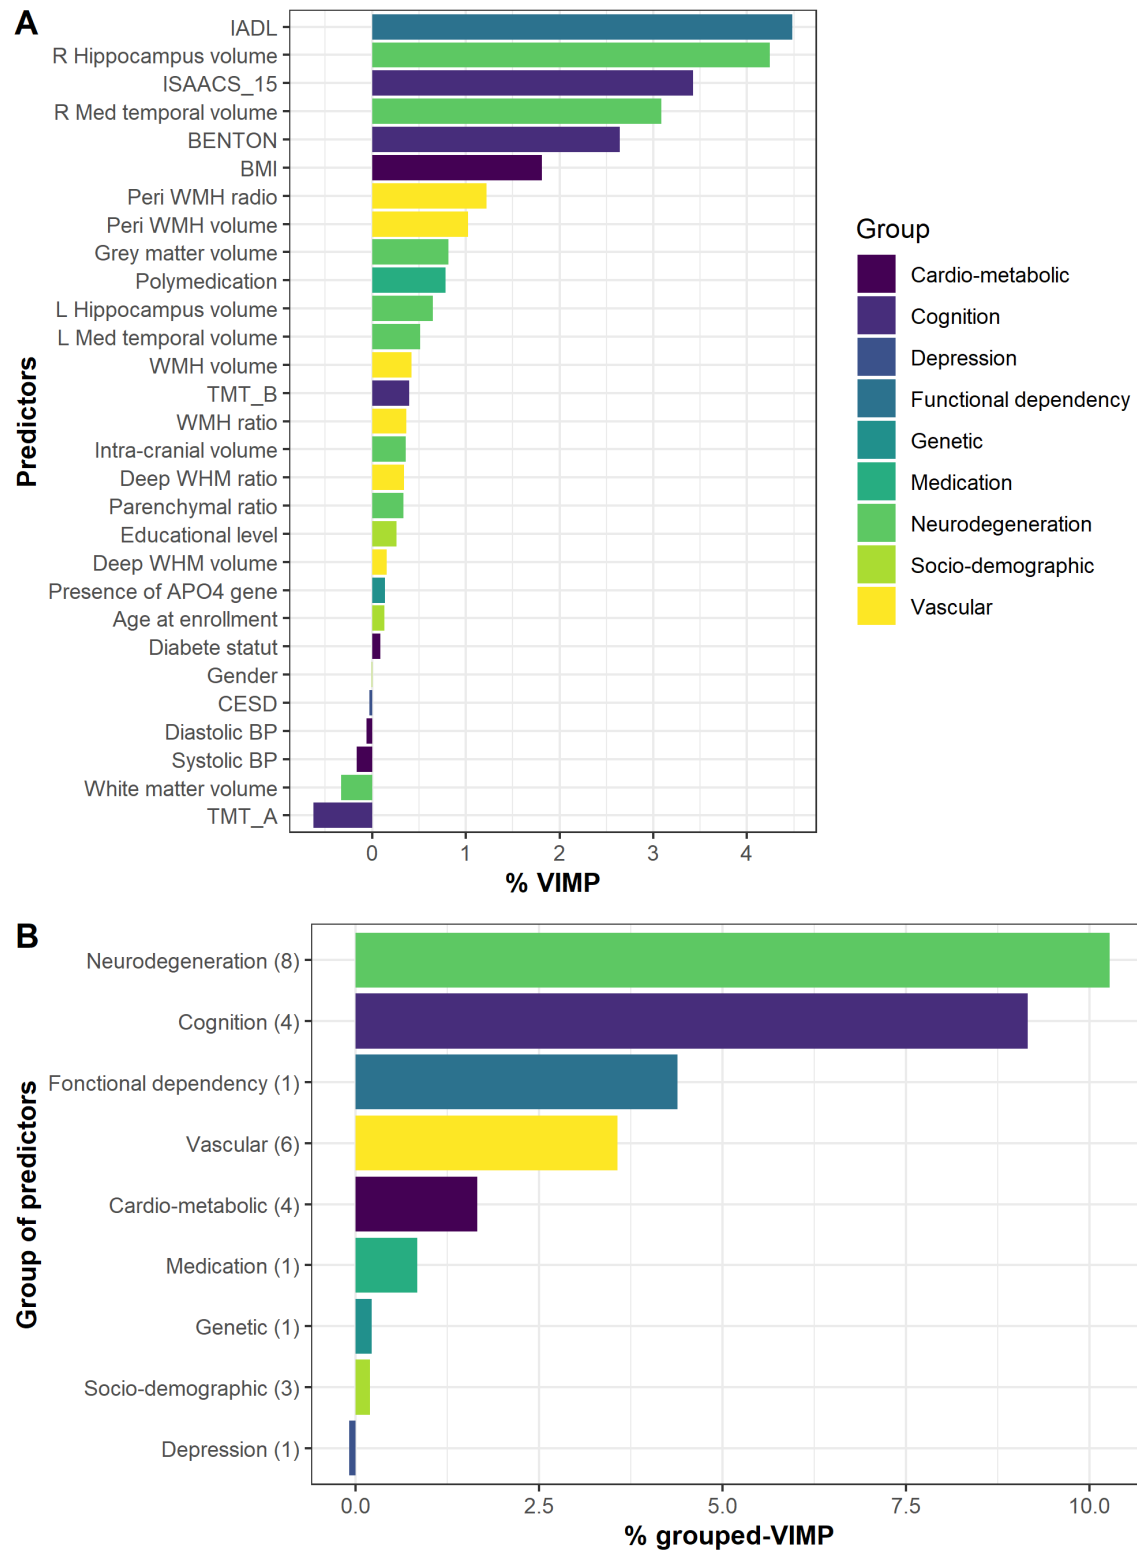 A
IADL
R Hippocampus volume
ISAACS_15
R Med temporal volume
BENTON
BMI
Peri WMH radio
Peri WMH volume
Grey matter volume
Polymedication
L Hippocampus volume
L Med temporal volume
WMH volume
TMT_B
WMH ratio
Intra-cranial volume
Deep WHM ratio
Parenchymal ratio
Educational level
Deep WHM volume
Presence of APO4 gene
Age at enrollment
Diabete statut
Gender
CESD
Diastolic BP
Systolic BP
White matter volume
TMT_A
Predictors
0 1 2 3 4
% VIMP
Group
Cardio-metabolic
Cognition
Depression
Functional dependency
Genetic
Medication
Neurodegeneration
Socio-demographic
Vascular
B
Neurodegeneration (8)
Cognition (4)
Fonctional dependency (1)
Vascular (6)
Cardio-metabolic (4)
Medication (1)
Genetic (1)
Socio-demographic (3)
Depression (1)
Group of predictors
0.0 2.5 5.0 7.5 10.0
% grouped-VIMP